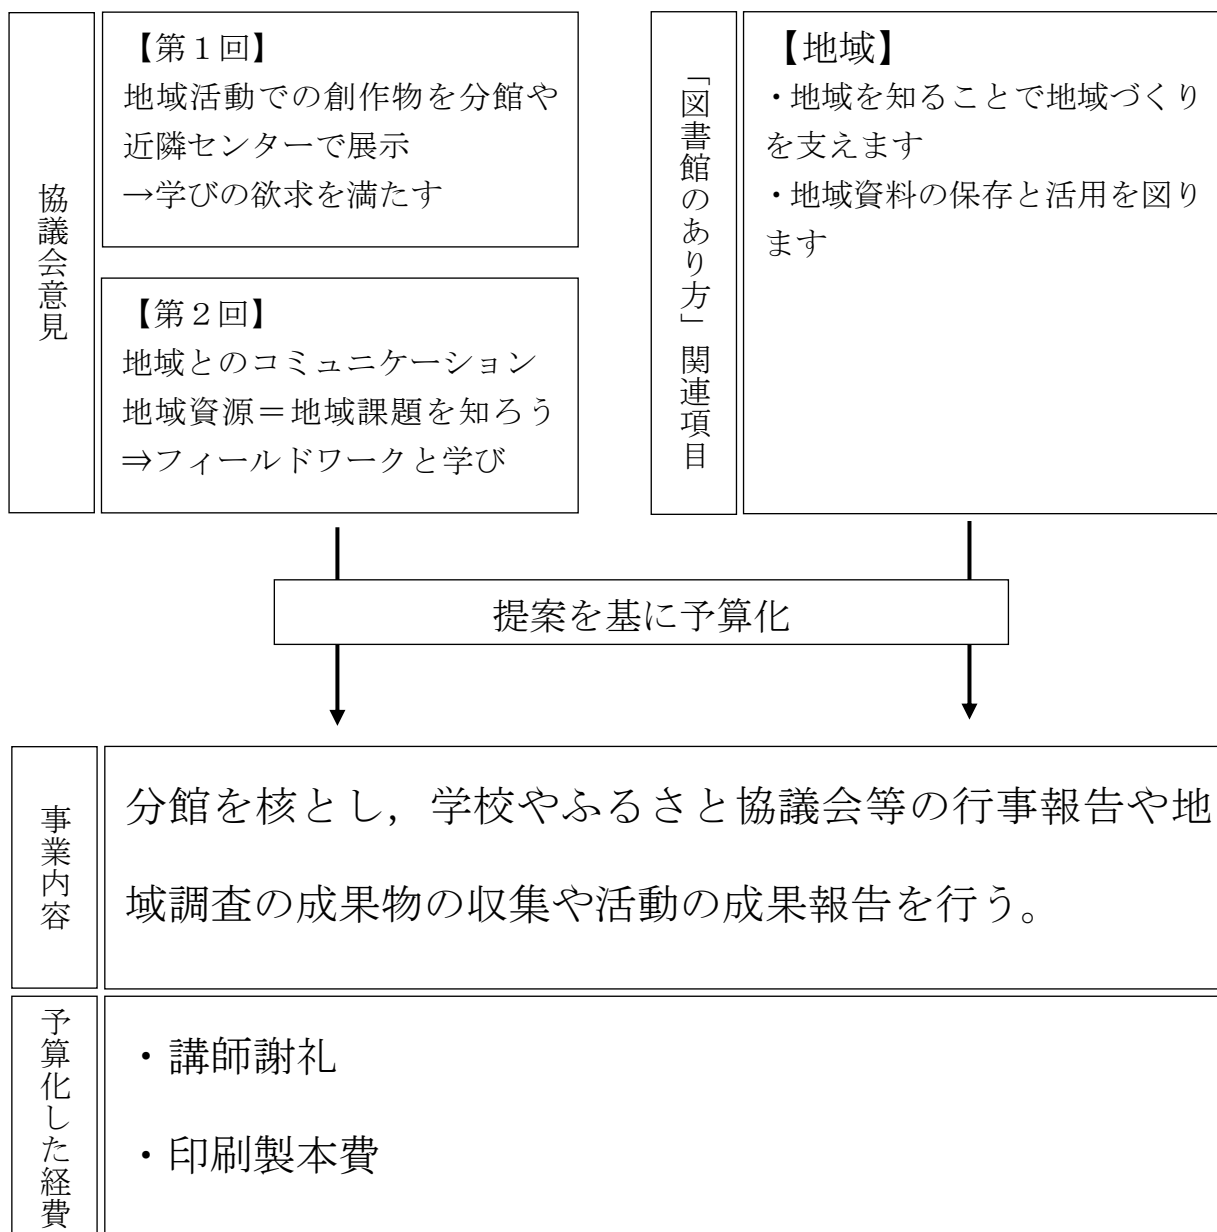 協議会意見
【第１回】
地域活動での創作物を分館や
近隣センターで展示
→学びの欲求を満たす
【第２回】
地域とのコミュニケーション
地域資源＝地域課題を知ろう
⇒フィールドワークと学び
「図書館のあり方」関連項目
【地域】
・地域を知ることで地域づくり
を支えます
・地域資料の保存と活用を図り
ます
提案を基に予算化
事業内容
分館を核とし，学校やふるさと協議会等の行事報告や地
域調査の成果物の収集や活動の成果報告を行う。
予算化した経費
・講師謝礼
・印刷製本費